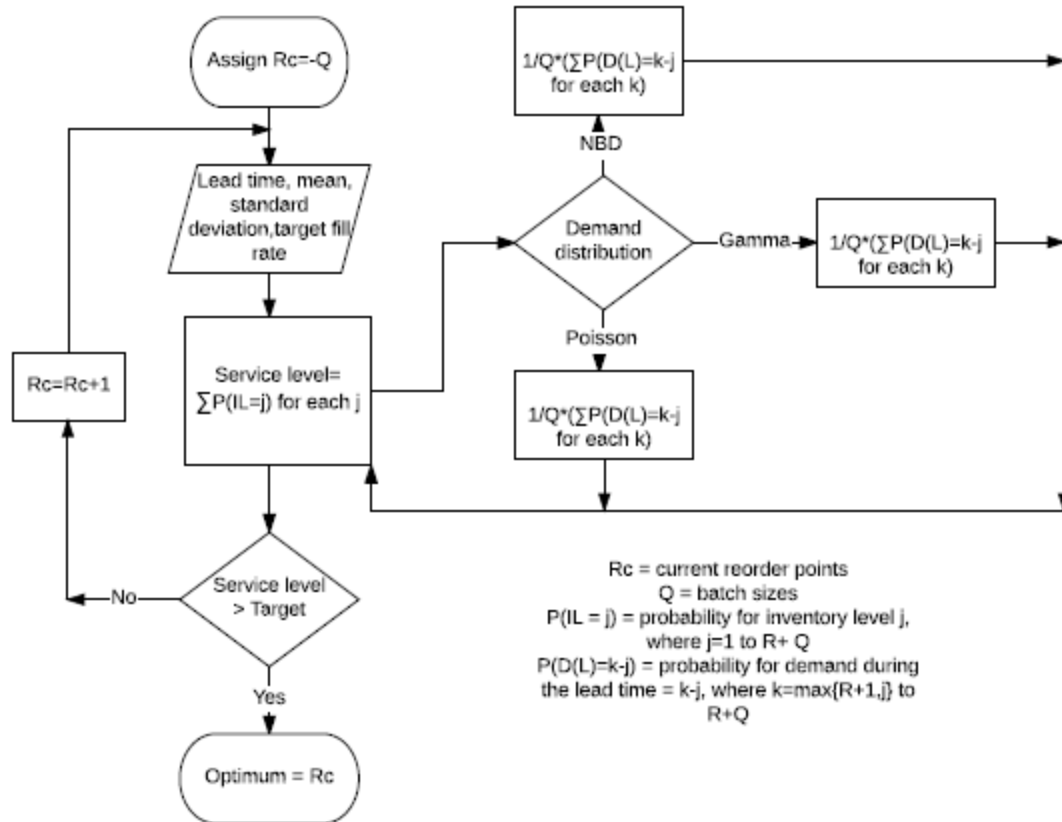 Assign Rc=-Q
Lead time, mean,
standard
deviation,target fill
rate
Service level=
∑P(IL=j) for each j
Rc=Rc+1
Service level
> Target
No
Yes
Optimum = Rc
1/Q*(∑P(D(L)=k-j
for each k)
NBD
Demand
distribution
Gamma
1/Q*(∑P(D(L)=k-j
for each k)
Poisson
1/Q*(∑P(D(L)=k-j
for each k)
Rc = current reorder points
Q = batch sizes
P(IL = j) = probability for inventory level j,
where j=1 to R+ Q
P(D(L)=k-j) = probability for demand during
the lead time = k-j, where k=max{R+1,j} to
R+Q